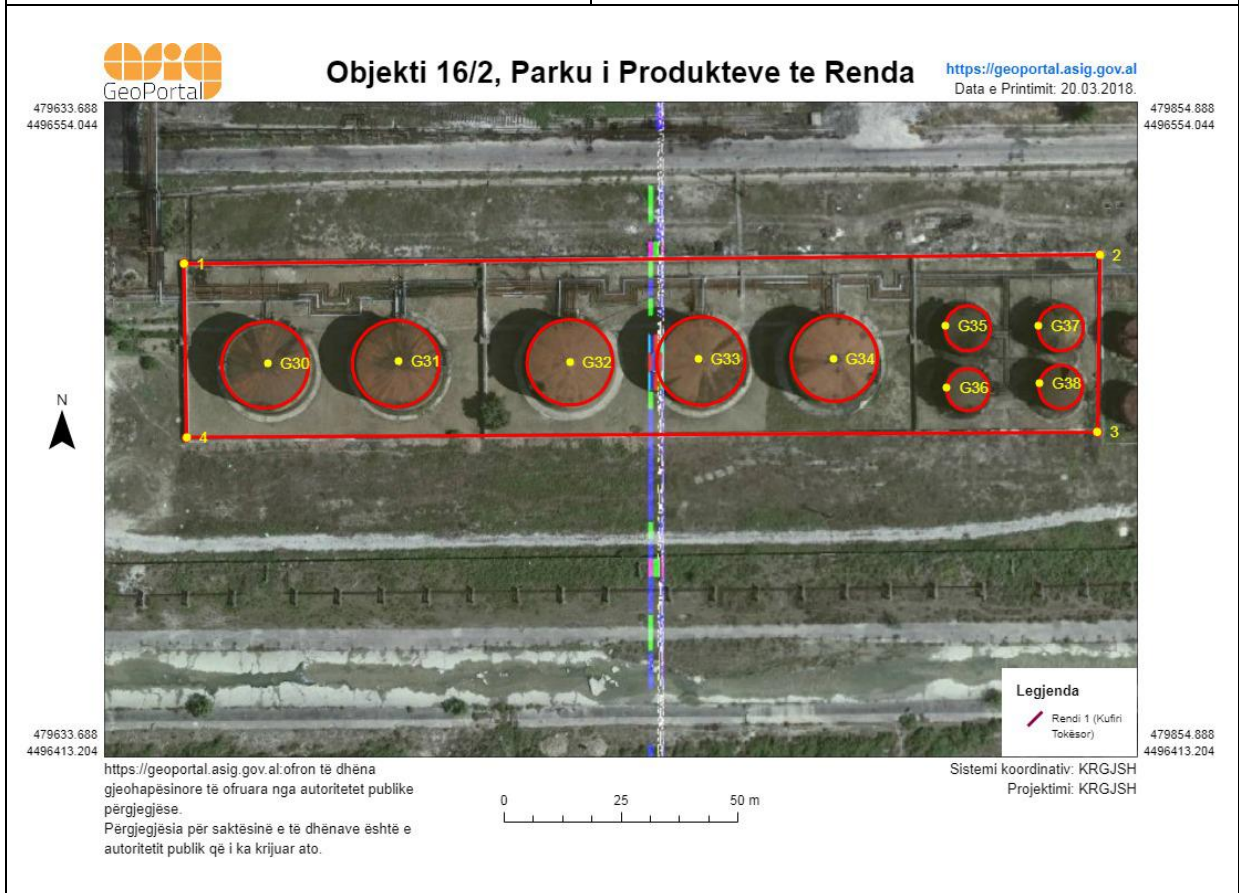 asig
GeoPortal
Objekti 16/2, Parku i Produkteve te Renda
https://geoportal.asig.gov.al
Data e Printimit: 20.03.2018.
479633.688
4496554.044
479854.888
4496554.044
1
2
G30
G31
G32
G33
G34
G35
G37
G36
G38
N
4
3
Legjenda
Rendi 1 (Kufiri
Tokësor)
479633.688
4496413.204
479854.888
4496413.204
https://geoportal.asig.gov.al:ofron të dhëna
gjeohapësinore të ofruara nga autoritetet publike
përgjegjëse.
Përgjegjësia për saktësinë e të dhënave është e
autoritetit publik që i ka krijuar ato.
0 25 50 m
Sistemi koordinativ: KRGJSH
Projektimi: KRGJSH